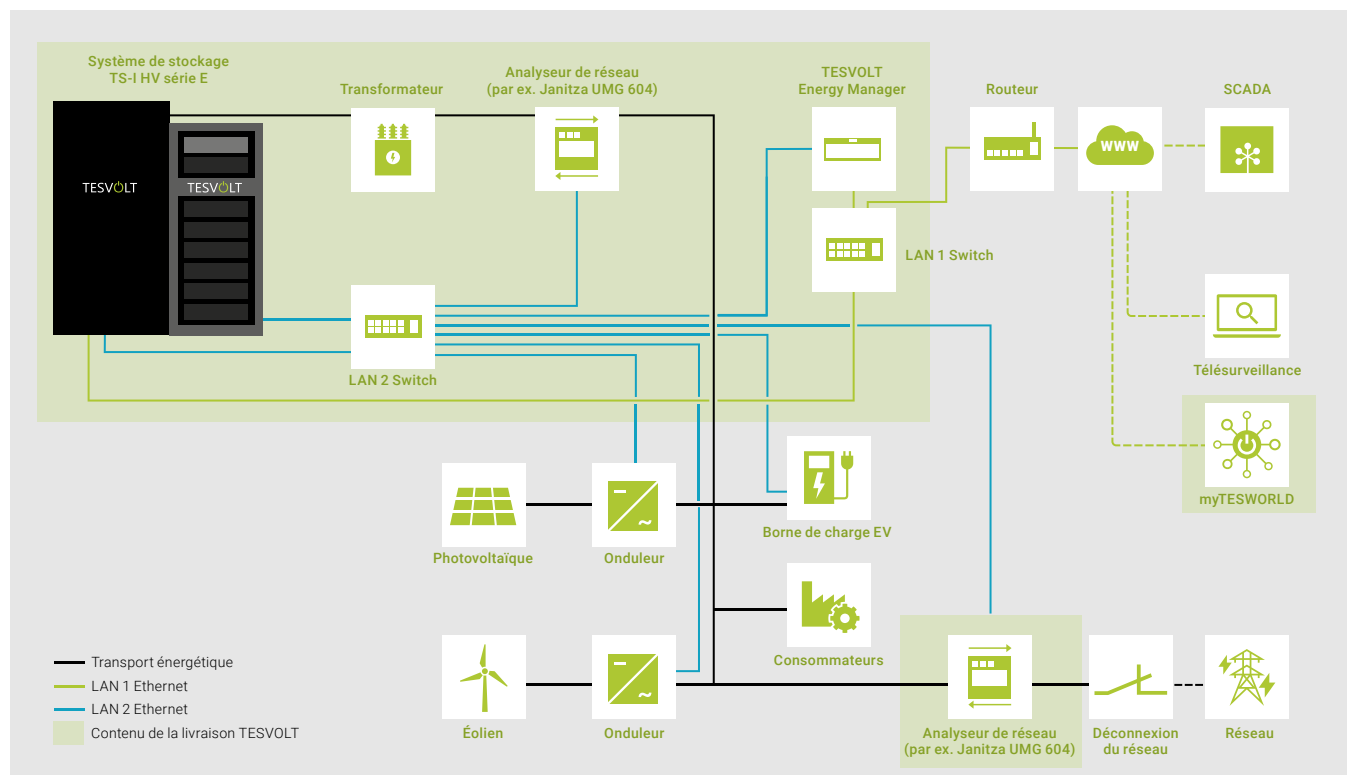 Système de stockage
TS-I HV série E
Transformateur
Analyseur de réseau
(par ex. Janitza UMG 604)
TESVOLT
Energy Manager
Routeur
SCADA
WWW
TESVOLT
TESVOLT
LAN 1 Switch
LAN 2 Switch
Télésurveillance
myTESWORLD
Borne de charge EV
Photovoltaïque
Onduleur
Consommateurs
Transport énergétique
LAN 1 Ethernet
LAN 2 Ethernet
Contenu de la livraison TESVOLT
Éolien
Onduleur
Analyseur de réseau
(par ex. Janitza UMG 604)
Déconnexion
du réseau
Réseau